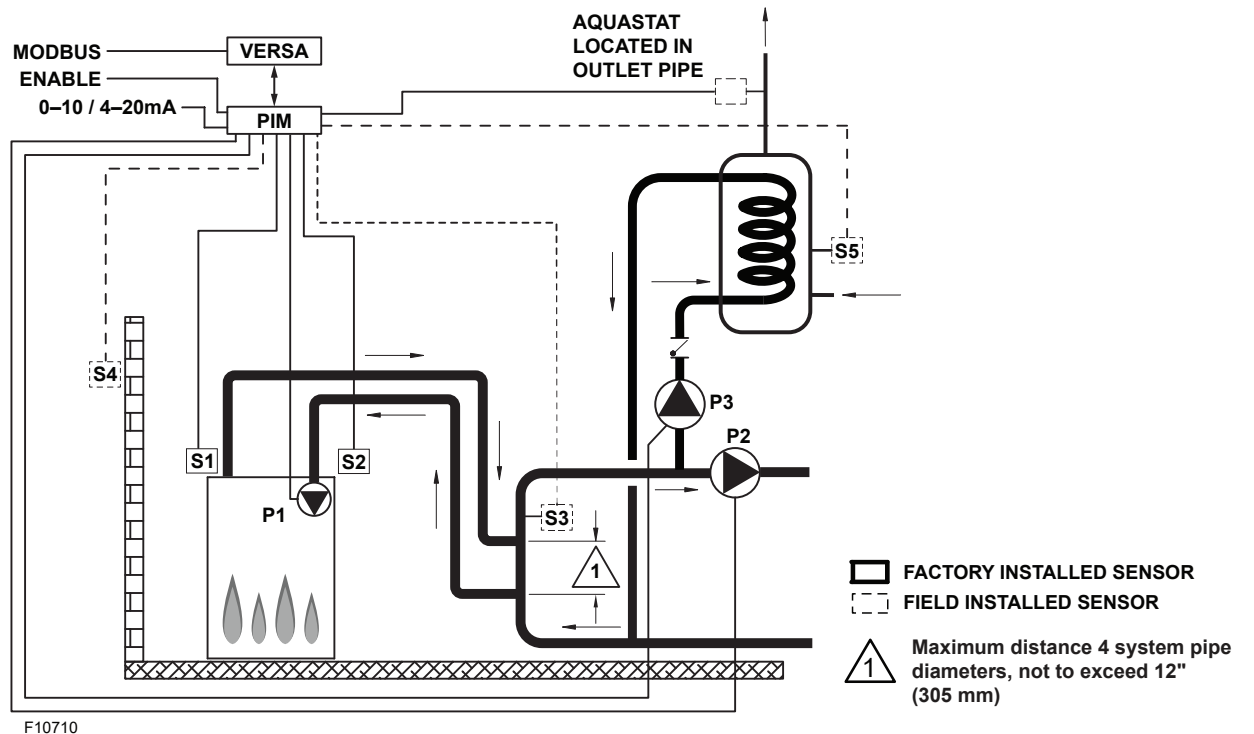 AQUASTAT
LOCATED IN
OUTLET PIPE
MODBUS
VERSA
ENABLE
0–10 / 4–20mA
PIM
S5
S4
P3
P2
S1
S2
P1
S3
1
FACTORY INSTALLED SENSOR
FIELD INSTALLED SENSOR
1
Maximum distance 4 system pipe
diameters, not to exceed 12"
(305 mm)
F10710